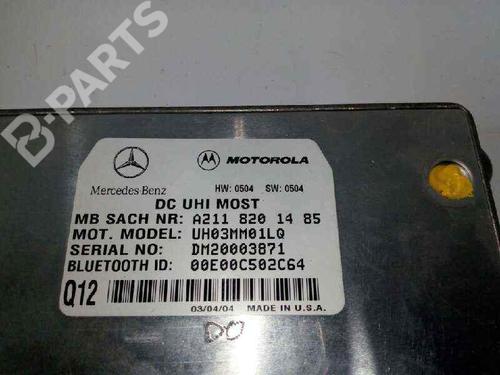 B-PARTS
Mercedes-Benz
MOTOROLA
HW: 0504 SW: 0504
DC UHI MOST
MB SACH NR: A211 820 14 85
MOT. MODEL: UH03MM01LQ
SERIAL NO: DM20003871
BLUETOOTH ID: 00E00C502C64
Q12
03/04/04 MADE IN U.S.A.
B-PARTS